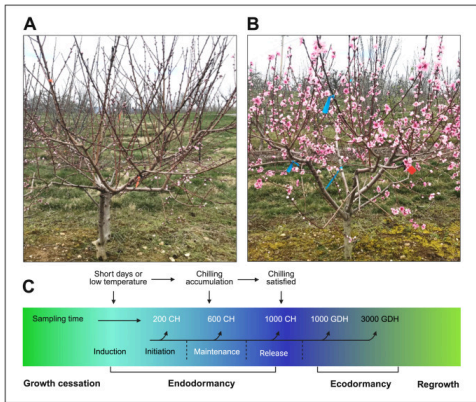 A
B
C
Short days or
low temperature
Chilling
accumulation
Chilling
satisfied
Sampling time
200 CH
600 CH
1000 CH
1000 GDH
3000 GDH
Induction
Initiation
Maintenance
Release
Growth cessation
Endodormancy
Ecodormancy
Regrowth